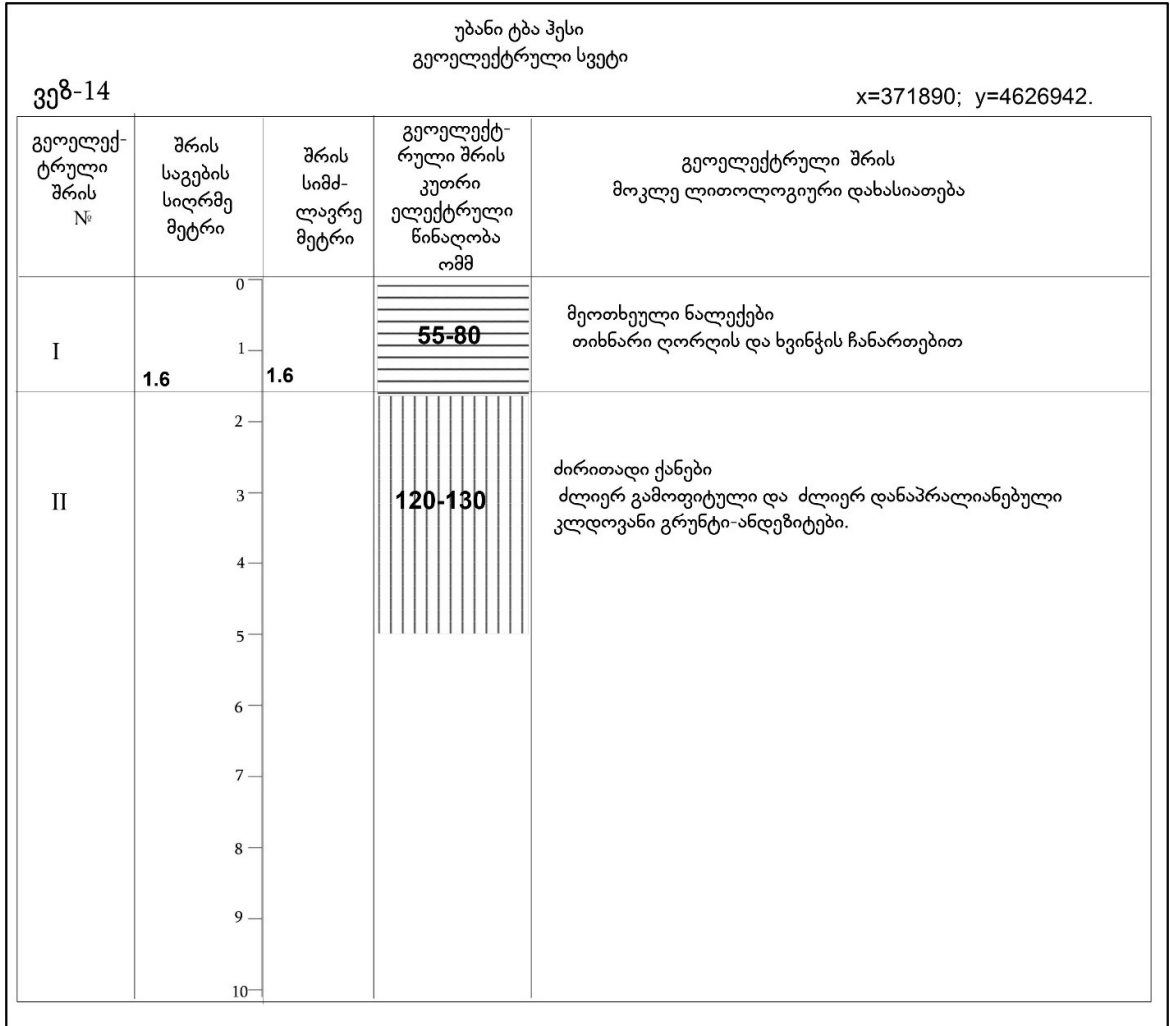 უბანი ტბა ჰესი
გეოელექტრული სვეტი
ვეზ-14
x=371890; y=4626942.
გეოელექ-
ტრული
შრის
№
შრის
საგების
სიღრმე
მეტრი
შრის
სიმძ-
ლავრე
მეტრი
გეოელექტ-
რული შრის
კუთრი
ელექტრული
წინაღობა
ომმ
გეოელექტრული შრის
მოკლე ლითოლოგიური დახასიათება
I
1.6
0
1
1.6
55-80
მეოთხეული ნალექები
თიხნარი ღორღის და ხვინჭის ჩანართებით
II
2
3
4
5
6
7
8
9
10
120-130
ძირითადი ქანები
ძლიერ გამოფიტული და ძლიერ დანაპრალიანებული
კლდოვანი გრუნტი-ანდეზიტები.